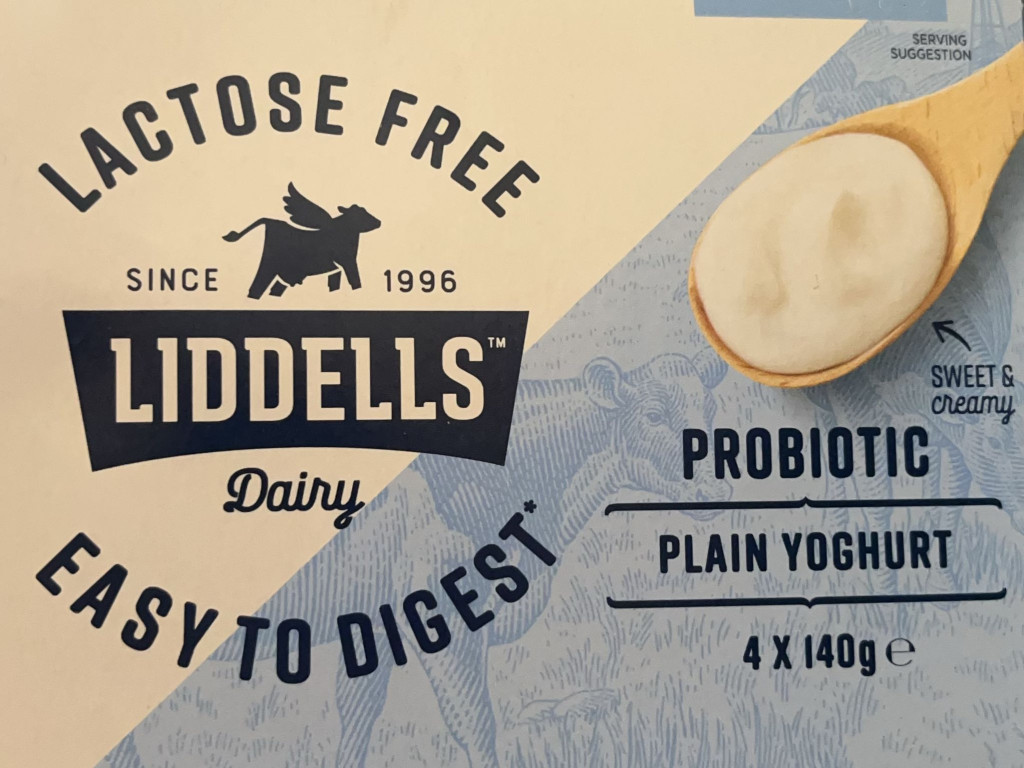 LACTOSE FREE
SINCE 1996
LIDDELLS™
Dairy
EASY TO DIGEST*
SERVING
SUGGESTION
SWEET &
creamy
PROBIOTIC
PLAIN YOGHURT
4 X 140g ℮